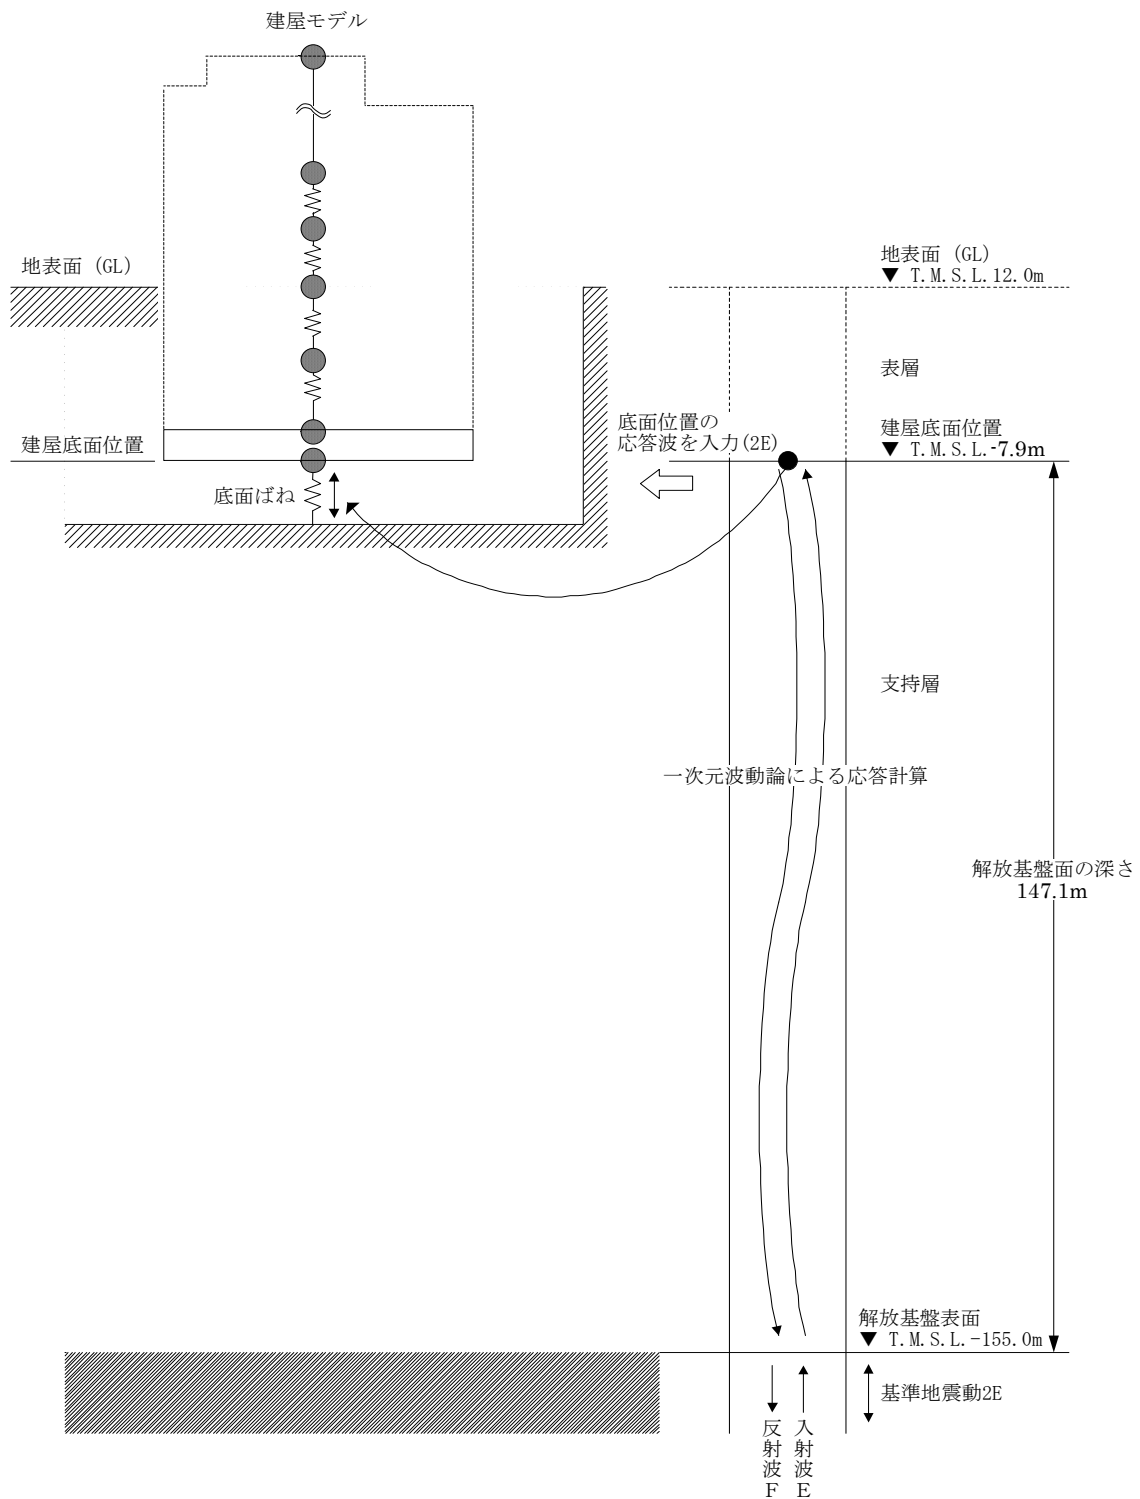 建屋モデル
地表面 (GL)
建屋底面位置
底面ばね
底面位置の
応答波を入力(2E)
地表面 (GL)
▼ T.M.S.L.12.0m
表層
建屋底面位置
▼ T.M.S.L.-7.9m
支持層
一次元波動論による応答計算
解放基盤面の深さ
147.1m
解放基盤表面
▼ T.M.S.L.-155.0m
基準地震動2E
反射波F
入射波E